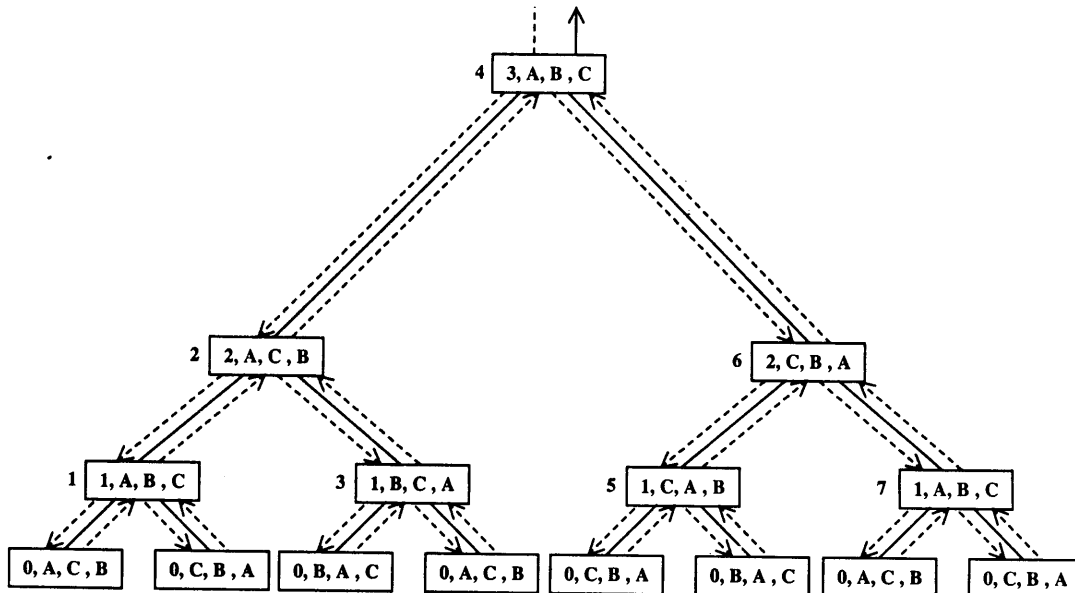 4 3, A, B, C
2 2, A, C, B
6 2, C, B, A
1 1, A, B, C
3 1, B, C, A
5 1, C, A, B
7 1, A, B, C
0, A, C, B
0, C, B, A
0, B, A, C
0, A, C, B
0, C, B, A
0, B, A, C
0, A, C, B
0, C, B, A